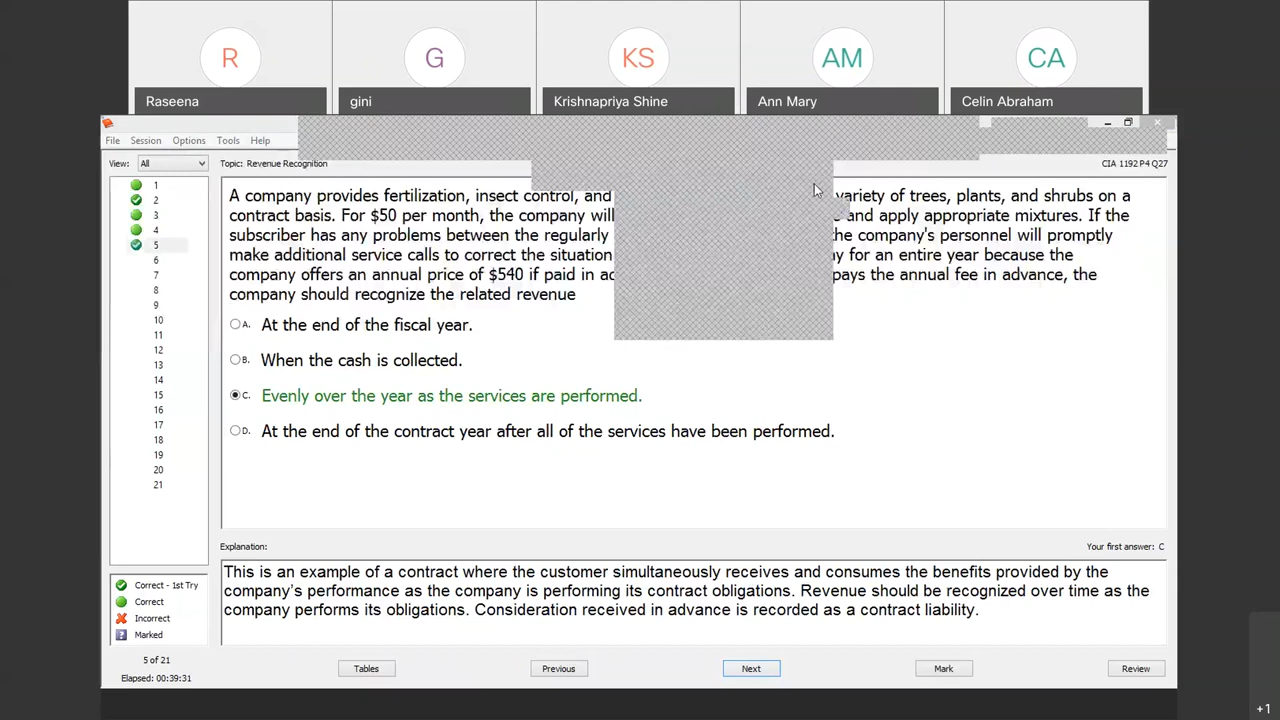 R G KS AM CA
Raseena gini Krishnapriya Shine Ann Mary Celin Abraham
File Session Options Tools Help
View: All Topic: Revenue Recognition CIA 1192 P4 Q27
1
2
3
4
5
6
7
8
9
10
11
12
13
14
15
16
17
18
19
20
21
A company provides fertilization, insect control, and variety of trees, plants, and shrubs on a
contract basis. For $50 per month, the company will and apply appropriate mixtures. If the
subscriber has any problems between the regularly the company's personnel will promptly
make additional service calls to correct the situation for an entire year because the
company offers an annual price of $540 if paid in pays the annual fee in advance, the
company should recognize the related revenue
A. At the end of the fiscal year.
B. When the cash is collected.
C. Evenly over the year as the services are performed.
D. At the end of the contract year after all of the services have been performed.
Explanation: Your first answer: C
This is an example of a contract where the customer simultaneously receives and consumes the benefits provided by the
company's performance as the company is performing its contract obligations. Revenue should be recognized over time as the
company performs its obligations. Consideration received in advance is recorded as a contract liability.
Correct - 1st Try
Correct
Incorrect
Marked
5 of 21
Elapsed: 00:39:31
Tables Previous Next Mark Review
+1